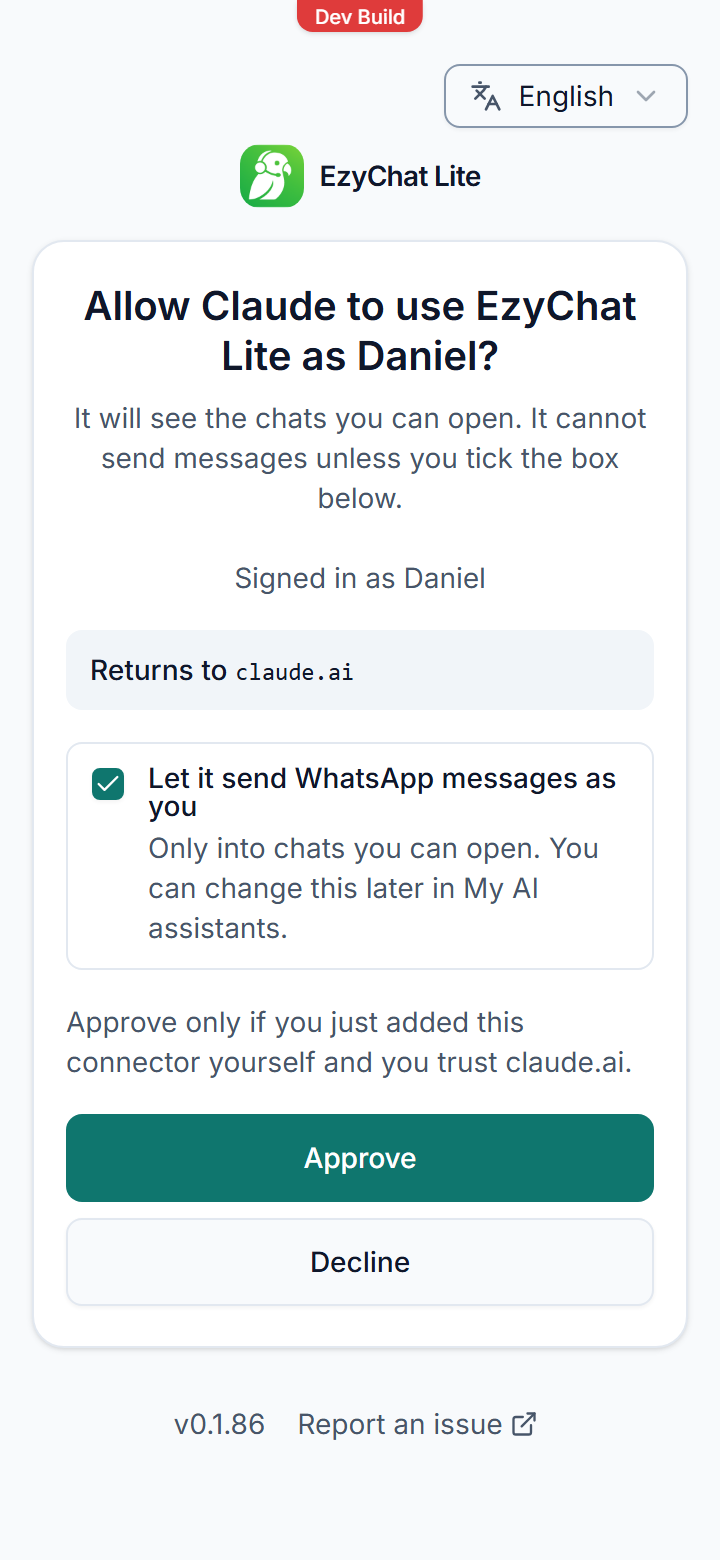 Dev Build
English
EzyChat Lite
Allow Claude to use EzyChat
Lite as Daniel?
It will see the chats you can open. It cannot
send messages unless you tick the box
below.
Signed in as Daniel
Returns to claude.ai
Let it send WhatsApp messages as
you
Only into chats you can open. You
can change this later in My AI
assistants.
Approve only if you just added this
connector yourself and you trust claude.ai.
Approve
Decline
v0.1.86 Report an issue